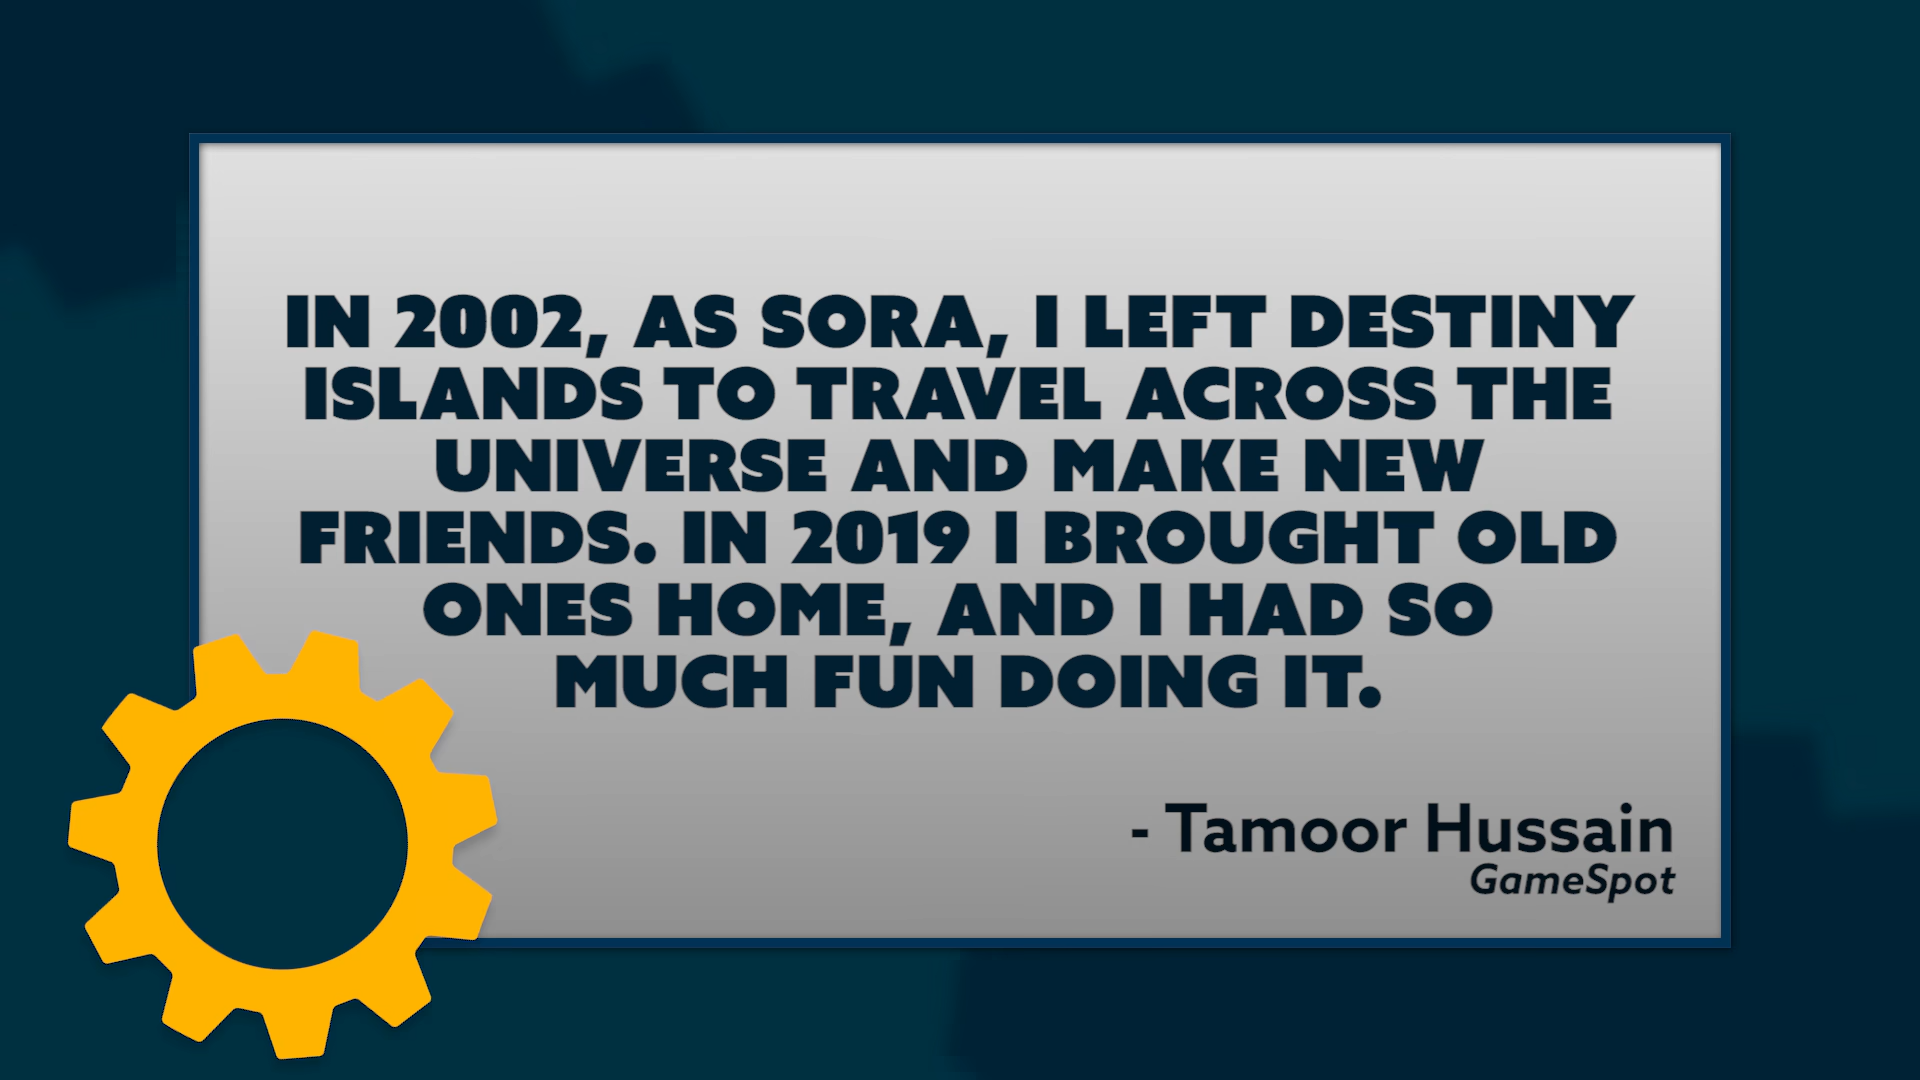 IN 2002, AS SORA, I LEFT DESTINY
ISLANDS TO TRAVEL ACROSS THE
UNIVERSE AND MAKE NEW
FRIENDS. IN 2019 I BROUGHT OLD
ONES HOME, AND I HAD SO
MUCH FUN DOING IT.
- Tamoor Hussain
GameSpot